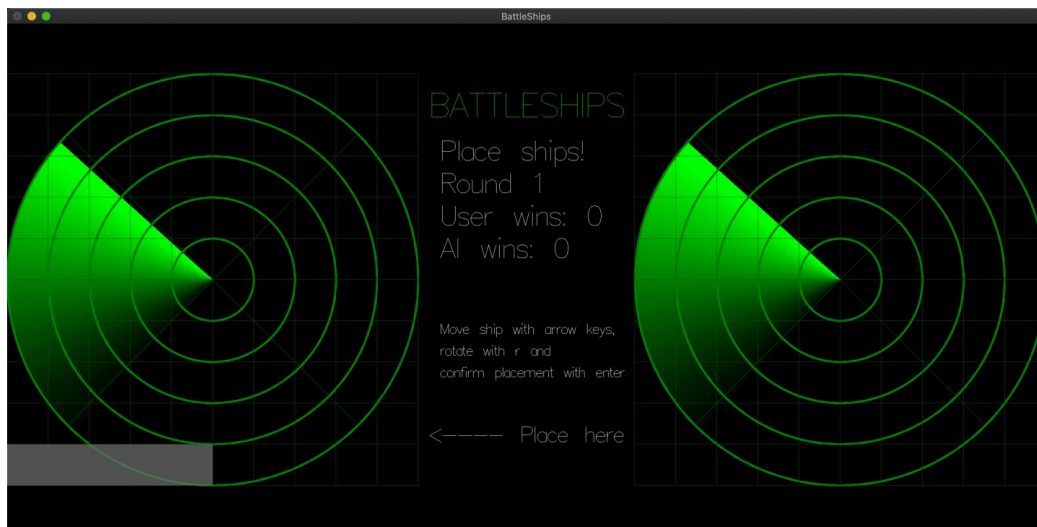 BattleShips
BATTLESHIPS
Place ships!
Round 1
User wins: 0
AI wins: 0
Move ship with arrow keys,
rotate with r and
confirm placement with enter
<---- Place here